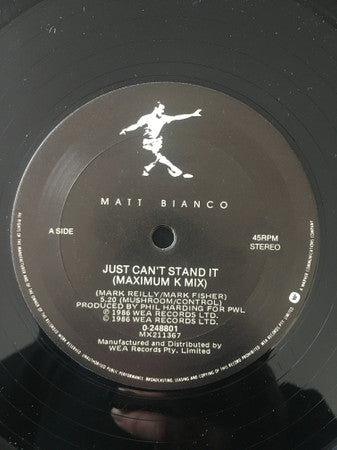 MATT BIANCO
A SIDE
45RPM
STEREO
JUST CAN'T STAND IT
(MAXIMUM K MIX)
(MARK REILLY/MARK FISHER)
5.20 (MUSHROOM/CONTROL)
PRODUCED BY PHIL HARDING FOR PWL
℗ 1986 WEA RECORDS LTD.
© 1986 WEA RECORDS LTD.
0-248801
MX211367
Manufactured and Distributed by
WEA Records Pty. Limited